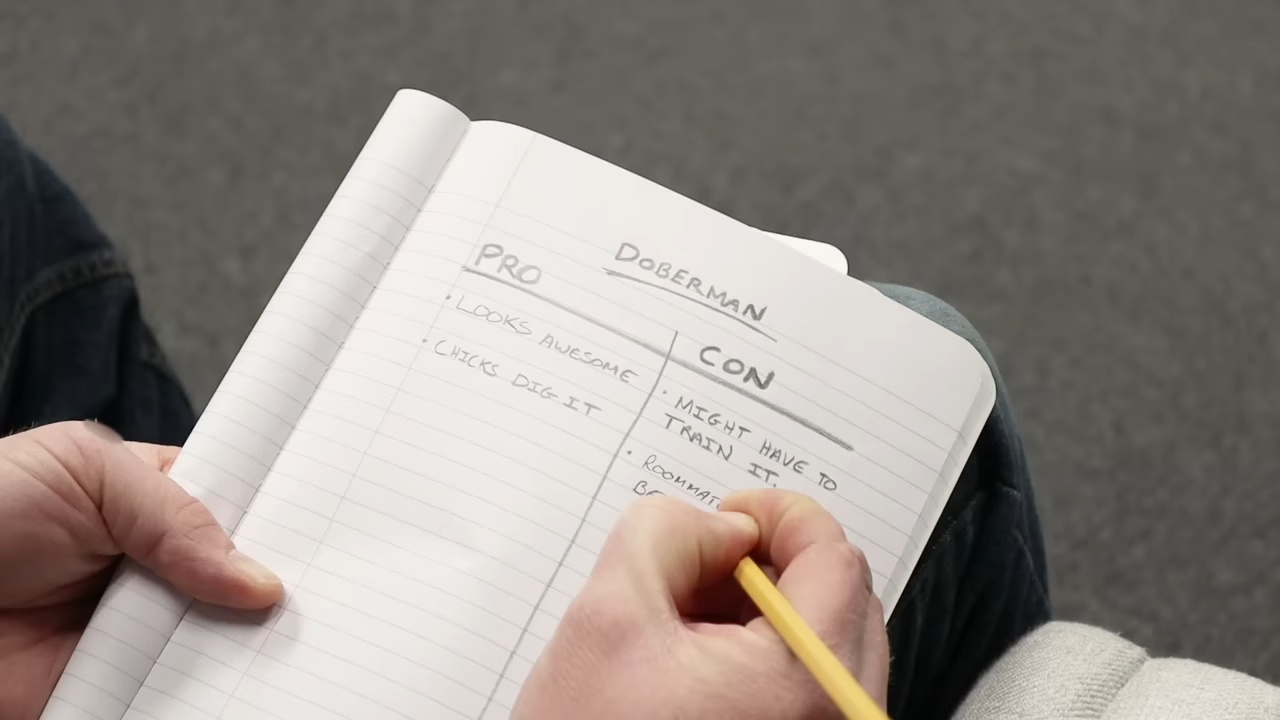 DOBERMAN
PRO
• LOOKS AWESOME
• CHICKS DIG IT
CON
• MIGHT HAVE TO
TRAIN IT.
•